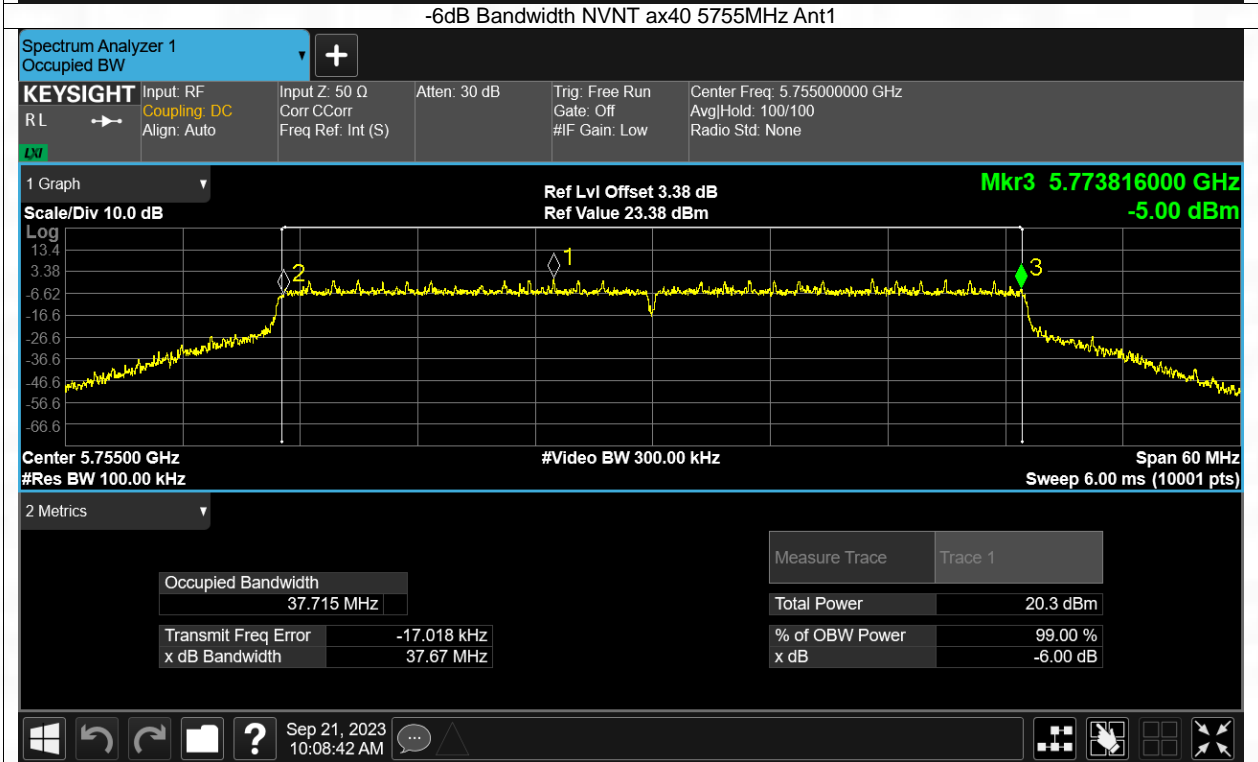 -6dB Bandwidth NVNT ax40 5755MHz Ant1
Spectrum Analyzer 1
Occupied BW
KEYSIGHT
RL
LXI
Input: RF
Coupling: DC
Align: Auto
Input Z: 50 Ω
Corr CCorr
Freq Ref: Int (S)
Atten: 30 dB
Trig: Free Run
Gate: Off
#IF Gain: Low
Center Freq: 5.755000000 GHz
Avg|Hold: 100/100
Radio Std: None
1 Graph
Scale/Div 10.0 dB
Ref Lvl Offset 3.38 dB
Ref Value 23.38 dBm
Mkr3 5.773816000 GHz
-5.00 dBm
Log
13.4
3.38
-6.62
-16.6
-26.6
-36.6
-46.6
-56.6
-66.6
2
1
3
Center 5.75500 GHz
#Res BW 100.00 kHz
#Video BW 300.00 kHz
Span 60 MHz
Sweep 6.00 ms (10001 pts)
2 Metrics
Measure Trace Trace 1
Occupied Bandwidth
37.715 MHz
Total Power 20.3 dBm
Transmit Freq Error -17.018 kHz
% of OBW Power 99.00 %
x dB Bandwidth 37.67 MHz
x dB -6.00 dB
?
Sep 21, 2023
10:08:42 AM